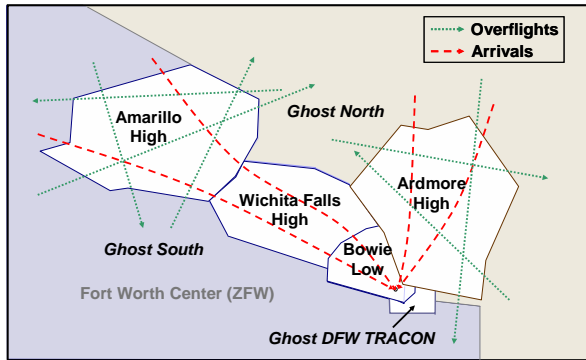 Overflights
Arrivals
Ghost North
Amarillo
High
Ardmore
High
Wichita Falls
High
Ghost South
Bowie
Low
Fort Worth Center (ZFW)
Ghost DFW TRACON